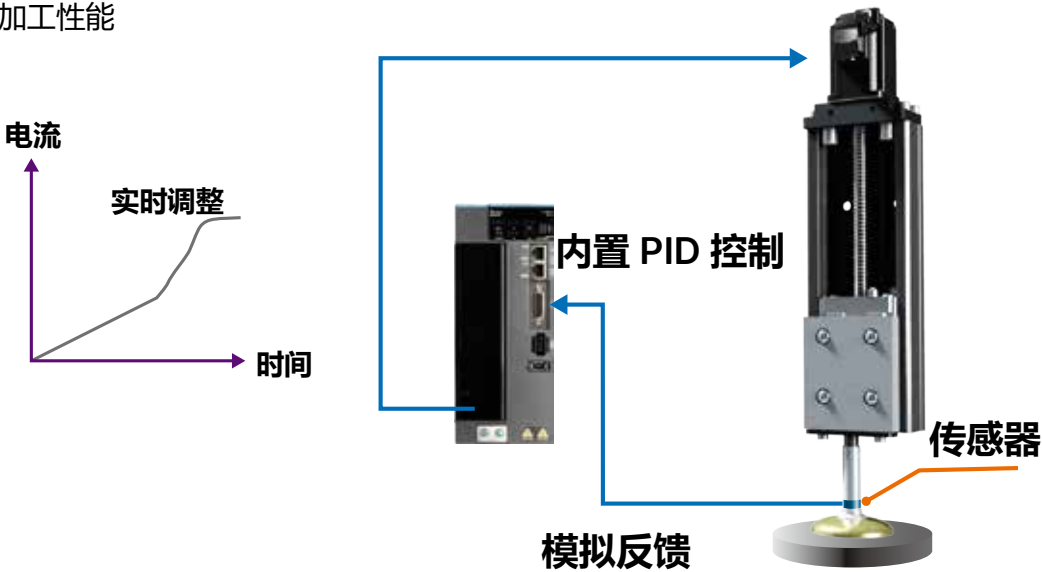 加工性能
电流
实时调整
时间
内置 PID 控制
传感器
模拟反馈